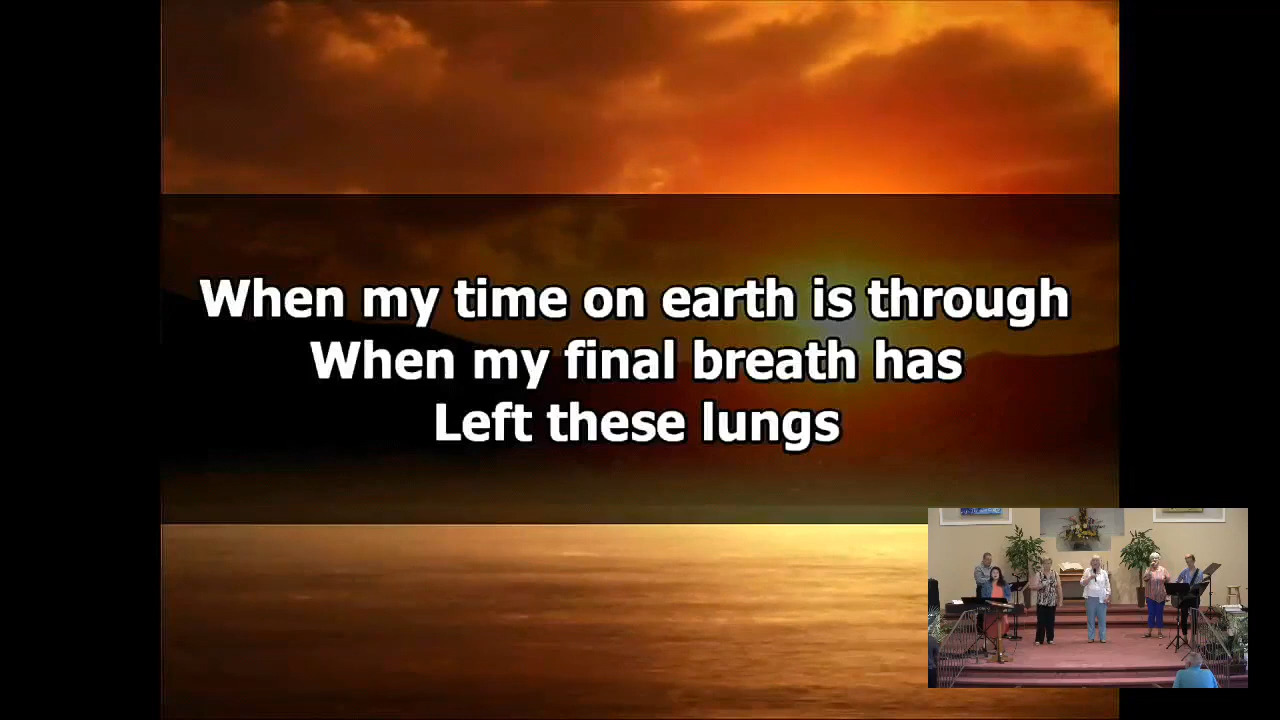 When my time on earth is through
When my final breath has
Left these lungs